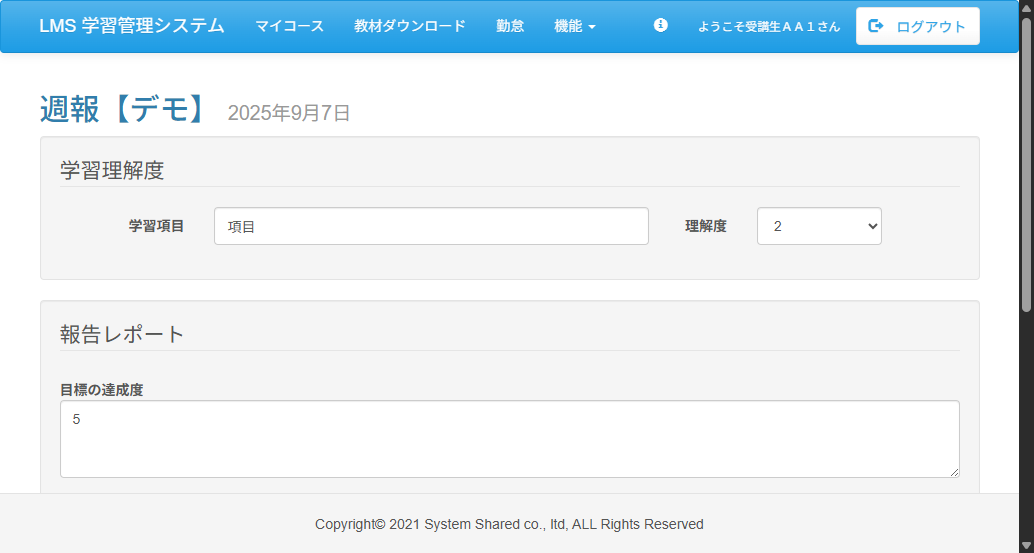 LMS 学習管理システム マイコース 教材ダウンロード 勤怠 機能 ようこそ受講生ＡＡ１さん ログアウト
週報【デモ】 2025年9月7日
学習理解度
学習項目 項目 理解度 2
報告レポート
目標の達成度
5
Copyright© 2021 System Shared co., ltd, ALL Rights Reserved